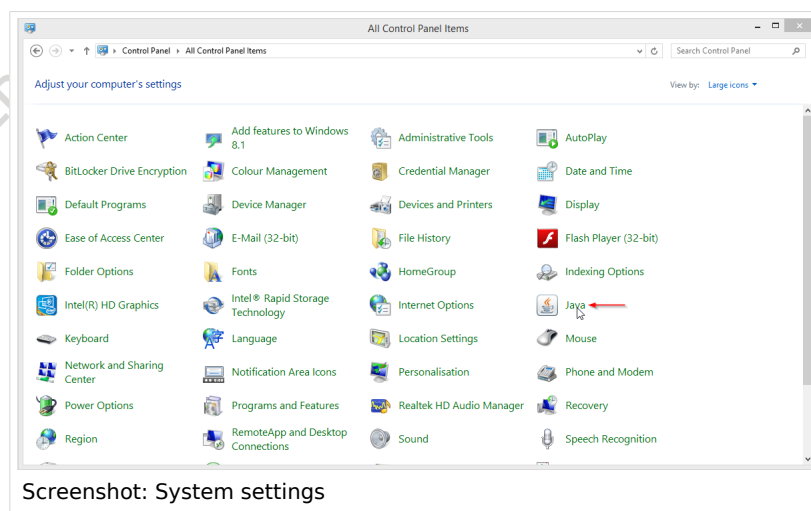 All Control Panel Items
Control Panel All Control Panel Items
Search Control Panel
Adjust your computer's settings
View by: Large icons
Action Center
Add features to Windows 8.1
Administrative Tools
AutoPlay
BitLocker Drive Encryption
Colour Management
Credential Manager
Date and Time
Default Programs
Device Manager
Devices and Printers
Display
Ease of Access Center
E-Mail (32-bit)
File History
Flash Player (32-bit)
Folder Options
Fonts
HomeGroup
Indexing Options
Intel(R) HD Graphics
Intel® Rapid Storage
Technology
Internet Options
Java
Keyboard
Language
Location Settings
Mouse
Network and Sharing
Center
Notification Area Icons
Personalisation
Phone and Modem
Power Options
Programs and Features
Realtek HD Audio Manager
Recovery
Region
RemoteApp and Desktop
Connections
Sound
Speech Recognition
Screenshot: System settings